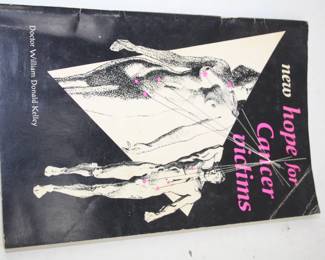 new hope for
Cancer
victims
Doctor William Donald Kelley